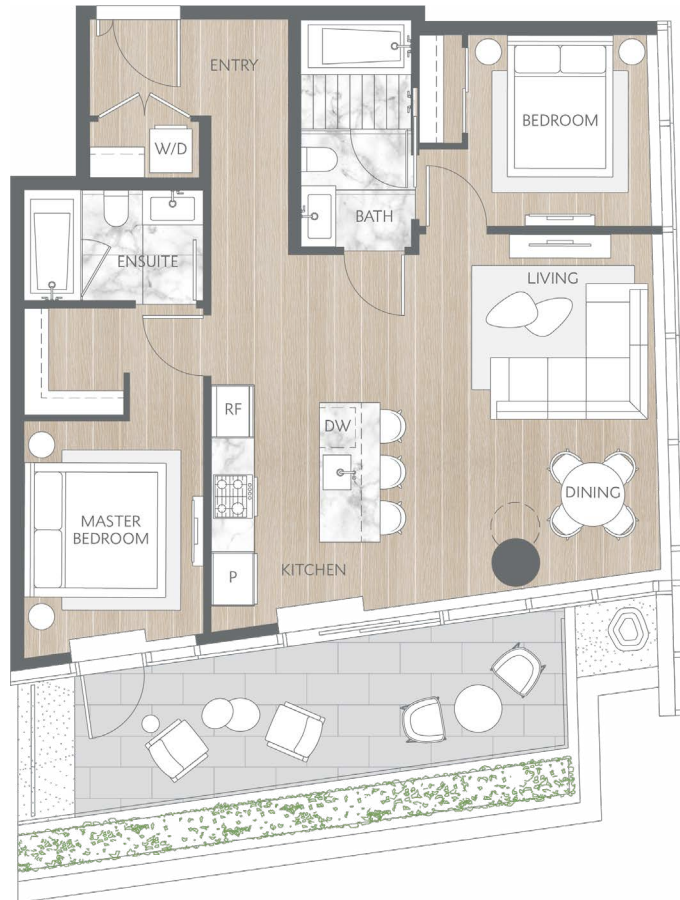 ENTRY
W/D
BEDROOM
BATH
ENSUITE
LIVING
RF
DW
DINING
MASTER
BEDROOM
P
KITCHEN